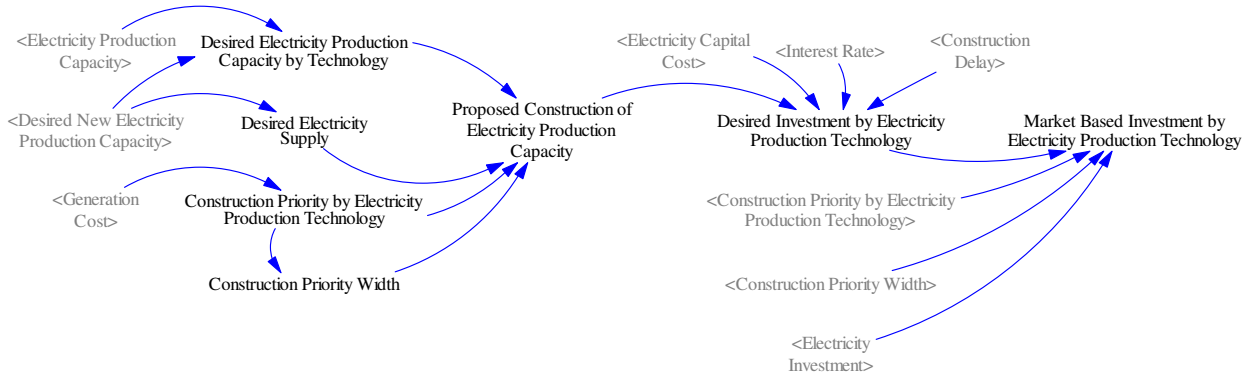 <Electricity Production
Capacity>
Desired Electricity Production
Capacity by Technology
<Desired New Electricity
Production Capacity>
Desired Electricity
Supply
<Generation
Cost>
Construction Priority by Electricity
Production Technology
Construction Priority Width
Proposed Construction of
Electricity Production
Capacity
<Electricity Capital
Cost>
<Interest Rate>
<Construction
Delay>
Desired Investment by Electricity
Production Technology
Market Based Investment by
Electricity Production Technology
<Construction Priority by Electricity
Production Technology>
<Construction Priority Width>
<Electricity
Investment>